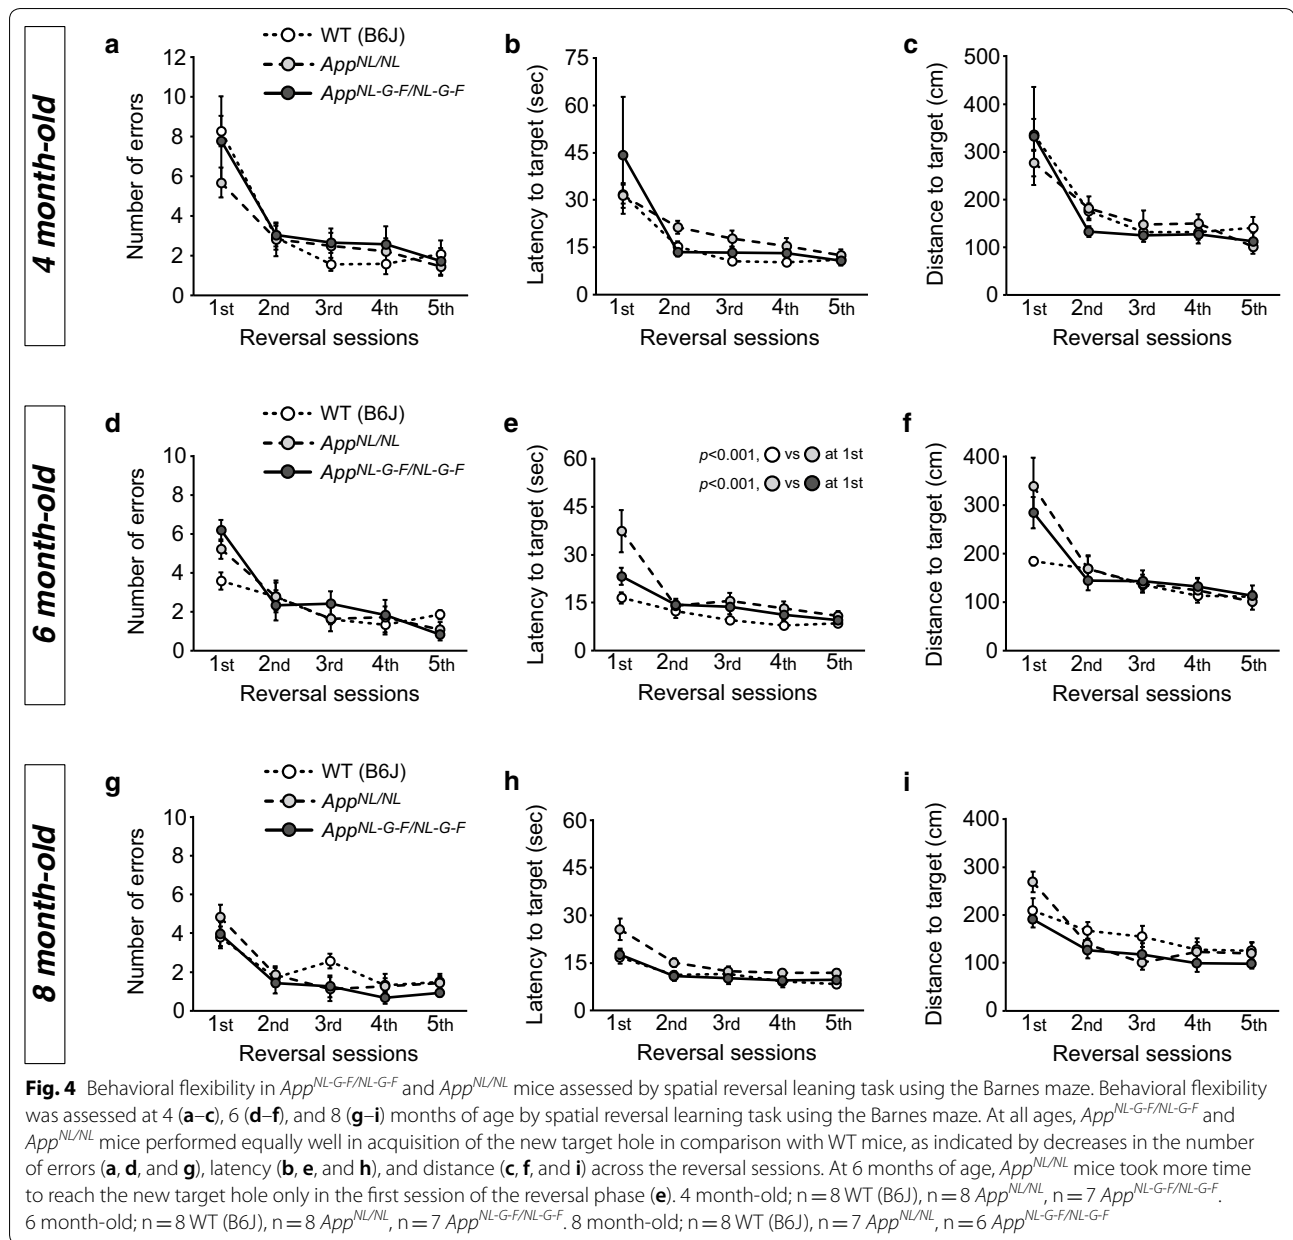 4 month-old
a
WT (B6J)
App^NL/NL
App^NL-G-F/NL-G-F
Number of errors
12
10
8
6
4
2
0
1st 2nd 3rd 4th 5th
Reversal sessions
b
Latency to target (sec)
75
60
45
30
15
0
1st 2nd 3rd 4th 5th
Reversal sessions
c
Distance to target (cm)
500
400
300
200
100
0
1st 2nd 3rd 4th 5th
Reversal sessions
6 month-old
d
WT (B6J)
App^NL/NL
App^NL-G-F/NL-G-F
Number of errors
10
8
6
4
2
0
1st 2nd 3rd 4th 5th
Reversal sessions
e
p<0.001, vs at 1st
p<0.001, vs at 1st
Latency to target (sec)
60
45
30
15
0
1st 2nd 3rd 4th 5th
Reversal sessions
f
Distance to target (cm)
400
300
200
100
0
1st 2nd 3rd 4th 5th
Reversal sessions
8 month-old
g
WT (B6J)
App^NL/NL
App^NL-G-F/NL-G-F
Number of errors
10
8
6
4
2
0
1st 2nd 3rd 4th 5th
Reversal sessions
h
Latency to target (sec)
60
45
30
15
0
1st 2nd 3rd 4th 5th
Reversal sessions
i
Distance to target (cm)
400
300
200
100
0
1st 2nd 3rd 4th 5th
Reversal sessions
Fig. 4 Behavioral flexibility in App^NL-G-F/NL-G-F and App^NL/NL mice assessed by spatial reversal leaning task using the Barnes maze. Behavioral flexibility
was assessed at 4 (a–c), 6 (d–f), and 8 (g–i) months of age by spatial reversal learning task using the Barnes maze. At all ages, App^NL-G-F/NL-G-F and
App^NL/NL mice performed equally well in acquisition of the new target hole in comparison with WT mice, as indicated by decreases in the number
of errors (a, d, and g), latency (b, e, and h), and distance (c, f, and i) across the reversal sessions. At 6 months of age, App^NL/NL mice took more time
to reach the new target hole only in the first session of the reversal phase (e). 4 month-old; n = 8 WT (B6J), n = 8 App^NL/NL, n = 7 App^NL-G-F/NL-G-F.
6 month-old; n = 8 WT (B6J), n = 8 App^NL/NL, n = 7 App^NL-G-F/NL-G-F. 8 month-old; n = 8 WT (B6J), n = 7 App^NL/NL, n = 6 App^NL-G-F/NL-G-F